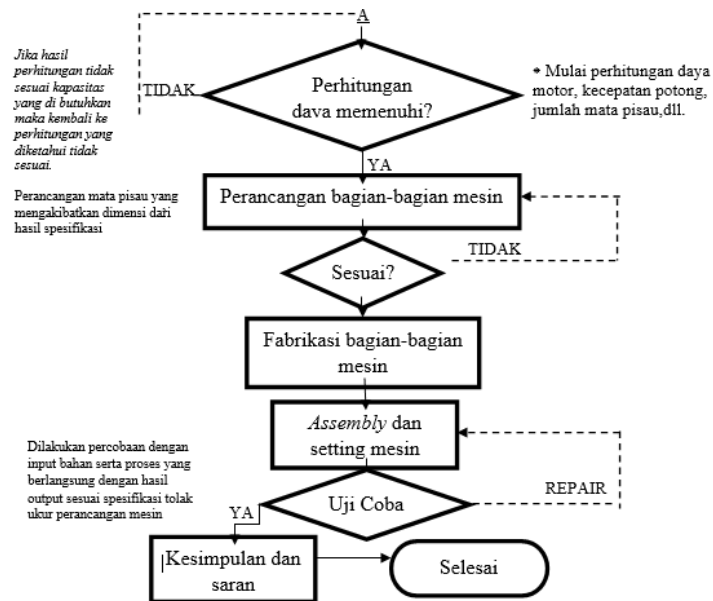 A
Jika hasil
perhitungan tidak
sesuai kapasitas
yang di butuhkan
maka kembali ke
perhitungan yang
diketahui tidak
sesuai.
TIDAK
Perhitungan
dava memenuhi?
* Mulai perhitungan daya
motor, kecepatan potong,
jumlah mata pisau,dll.
YA
Perancangan mata pisau yang
mengakibatkan dimensi dari
hasil spesifikasi
Perancangan bagian-bagian mesin
TIDAK
Sesuai?
Fabrikasi bagian-bagian
mesin
Assembly dan
setting mesin
Dilakukan percobaan dengan
input bahan serta proses yang
berlangsung dengan hasil
output sesuai spesifikasi tolak
ukur perancangan mesin
Uji Coba
REPAIR
YA
Kesimpulan dan
saran
Selesai